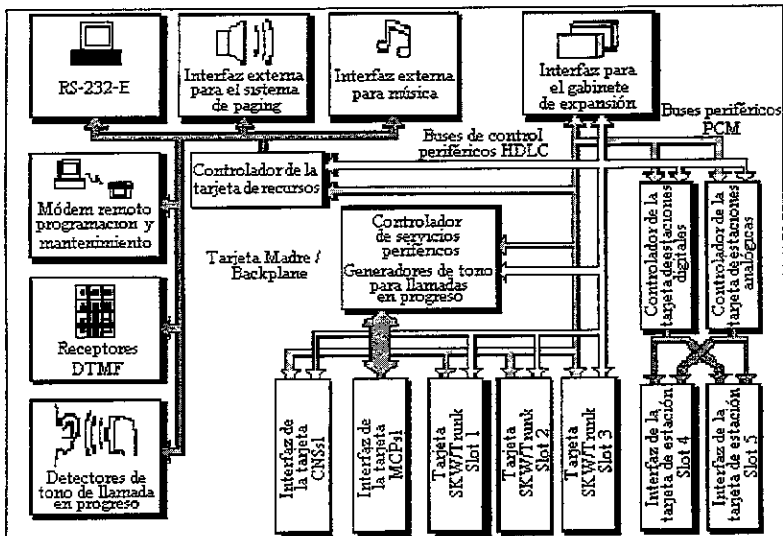 RS-232-E
Interfaz externa
para el sistema
de paging
Interfaz externa
para música
Interfaz para
el gabinete
de expansión
Buses periféricos
PCM
Buses de control
periféricos HDLC
Controlador de la
tarjeta de recursos
Módem remoto
programacion y
mantenimiento
Tarjeta Madre /
Backplane
Controlador
de servicios
periféricos
Generadores de tono
para llamadas
en progreso
Controlador de la
tarjeta de estaciones
digitales
Controlador de la
tarjeta de estaciones
analógicas
Receptores
DTMF
Detectores de
tono de llamada
en progreso
Interfaz de
la tarjeta
CNSs1
Interfaz de
la tarjeta
MCPs1
Tarjeta
SKW/Trunk
Slot 1
Tarjeta
SKW/Trunk
Slot 2
Tarjeta
SKW/Trunk
Slot 3
Interfaz de la
tarjeta de estación
Slot 4
Interfaz de la
tarjeta de estación
Slot 5